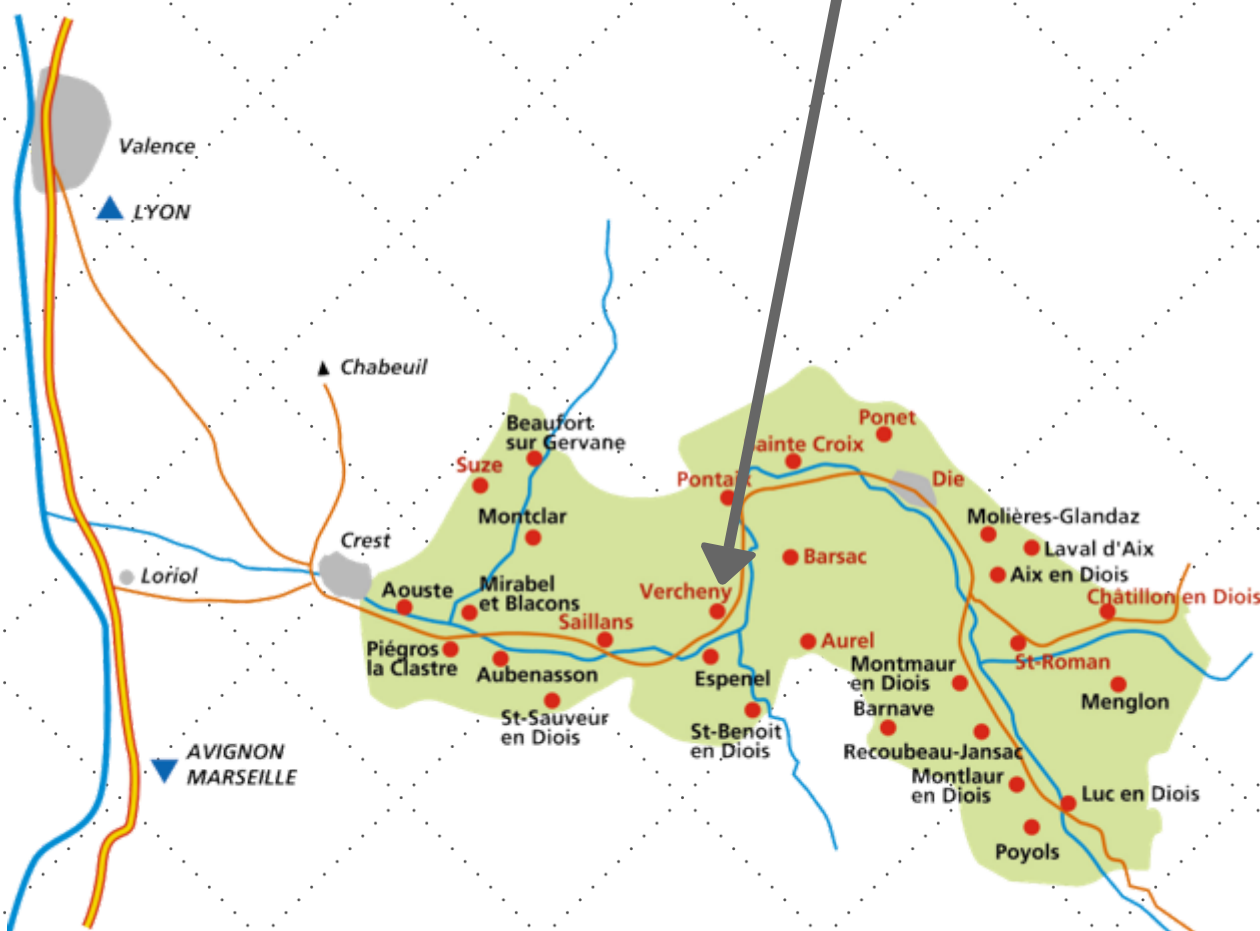 Valence
LYON
Chabeuil
Beaufort
sur Gervane
Suze
Montclar
Crest
Loriol
Aouste
Mirabel
et Blacons
Saillans
Piégros
la Clastre
Aubenasson
St-Sauveur
en Diois
Ponet
ainte Croix
Pontaix
Die
Barsac
Vercheny
Aurel
Espenel
St-Benoit
en Diois
Molières-Glandaz
Laval d'Aix
Aix en Diois
Châtillon en Diois
St-Roman
Montmaur
en Diois
Menglon
Barnave
Recoubeau-Jansac
Montlaur
en Diois
Luc en Diois
Poyols
AVIGNON
MARSEILLE